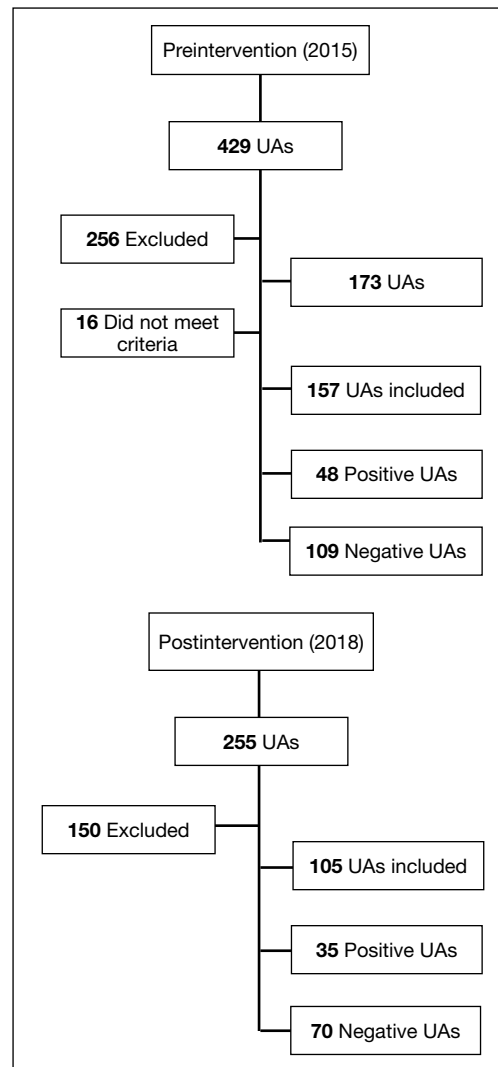 Preintervention (2015)
429 UAs
256 Excluded
173 UAs
16 Did not meet
criteria
157 UAs included
48 Positive UAs
109 Negative UAs
Postintervention (2018)
255 UAs
150 Excluded
105 UAs included
35 Positive UAs
70 Negative UAs